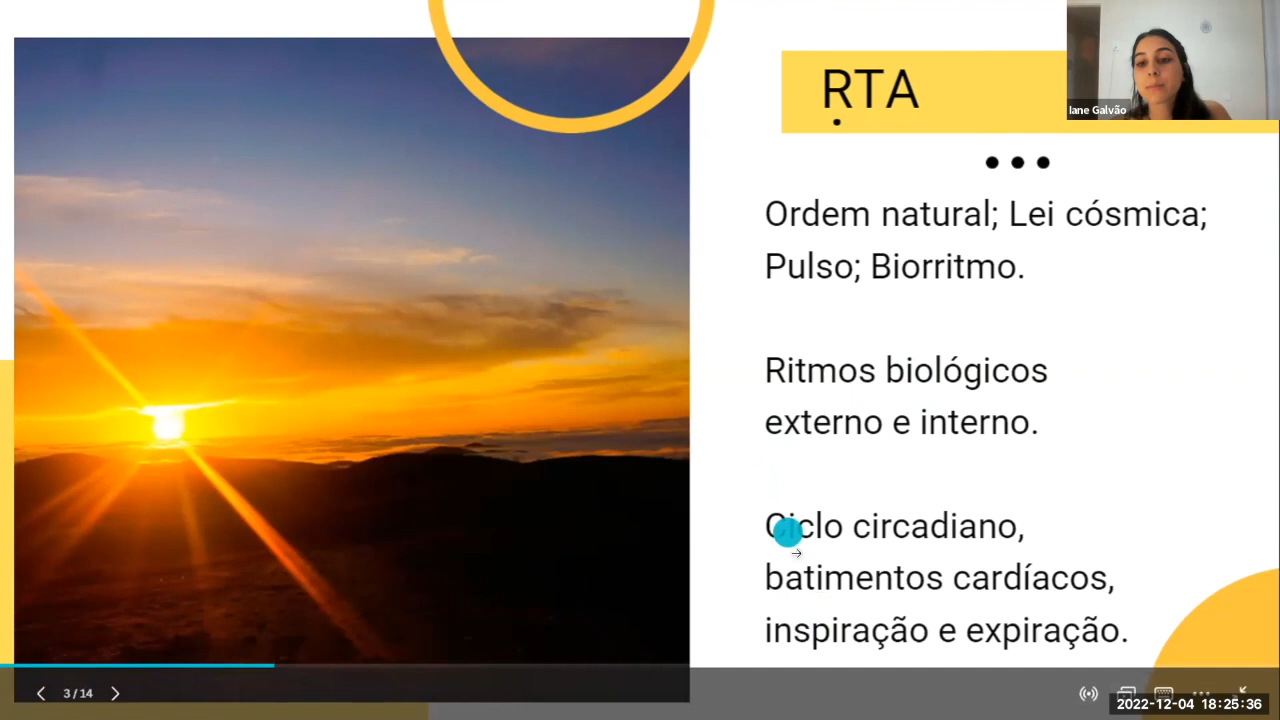 RTA
Iane Galvão
Ordem natural; Lei cósmica;
Pulso; Biorritmo.
Ritmos biológicos
externo e interno.
Ciclo circadiano,
batimentos cardíacos,
inspiração e expiração.
3 / 14
2022-12-04 18:25:36